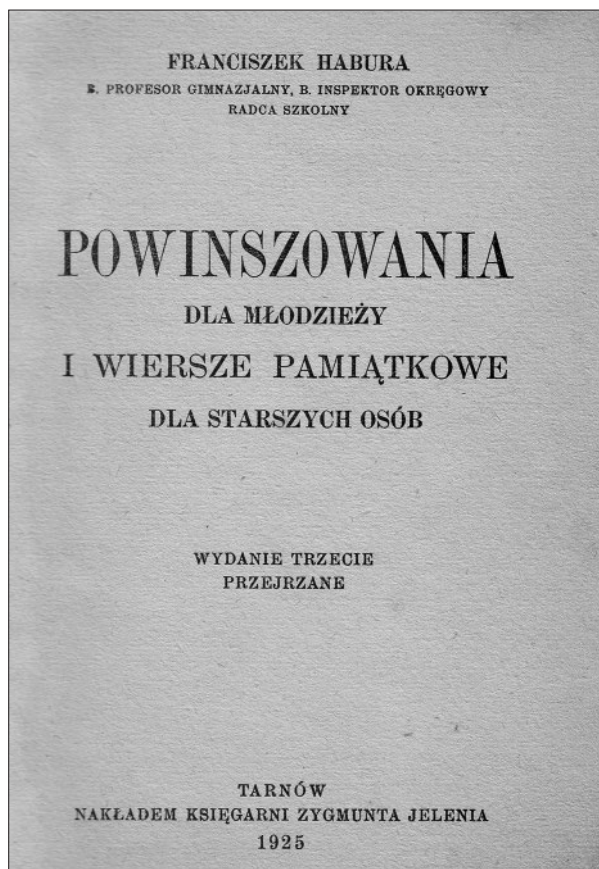 FRANCISZEK HABURA
E. PROFESOR GIMNAZJALNY, B. INSPEKTOR OKRĘGOWY
RADCA SZKOLNY
POWINSZOWANIA
DLA MŁODZIEŻY
I WIERSZE PAMIĄTKOWE
DLA STARSZYCH OSÓB
WYDANIE TRZECIE
PRZEJRZANE
TARNÓW
NAKŁADEM KSIĘGARNI ZYGMUNTA JELENIA
1925